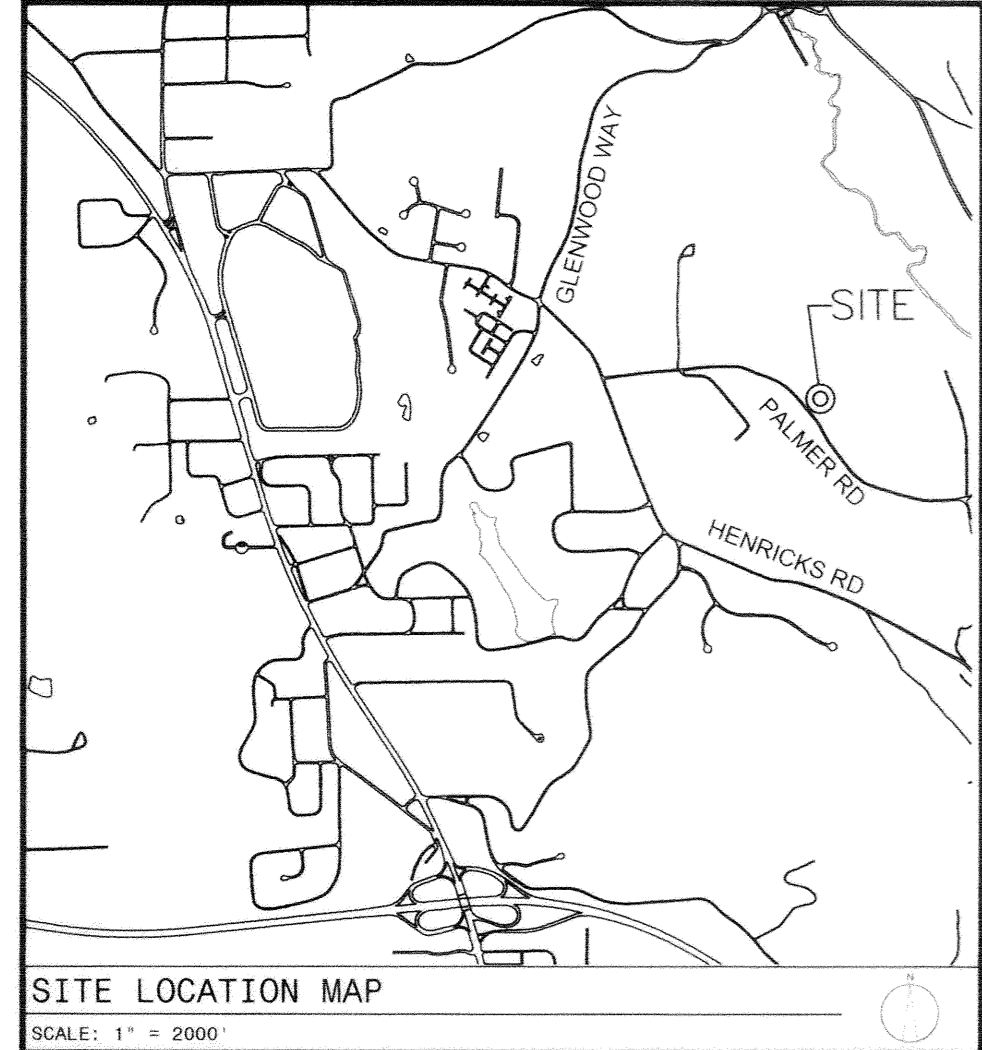 GLENWOOD WAY
SITE
PALMER RD
HENRICKS RD
SITE LOCATION MAP
N
SCALE: 1" = 2000'